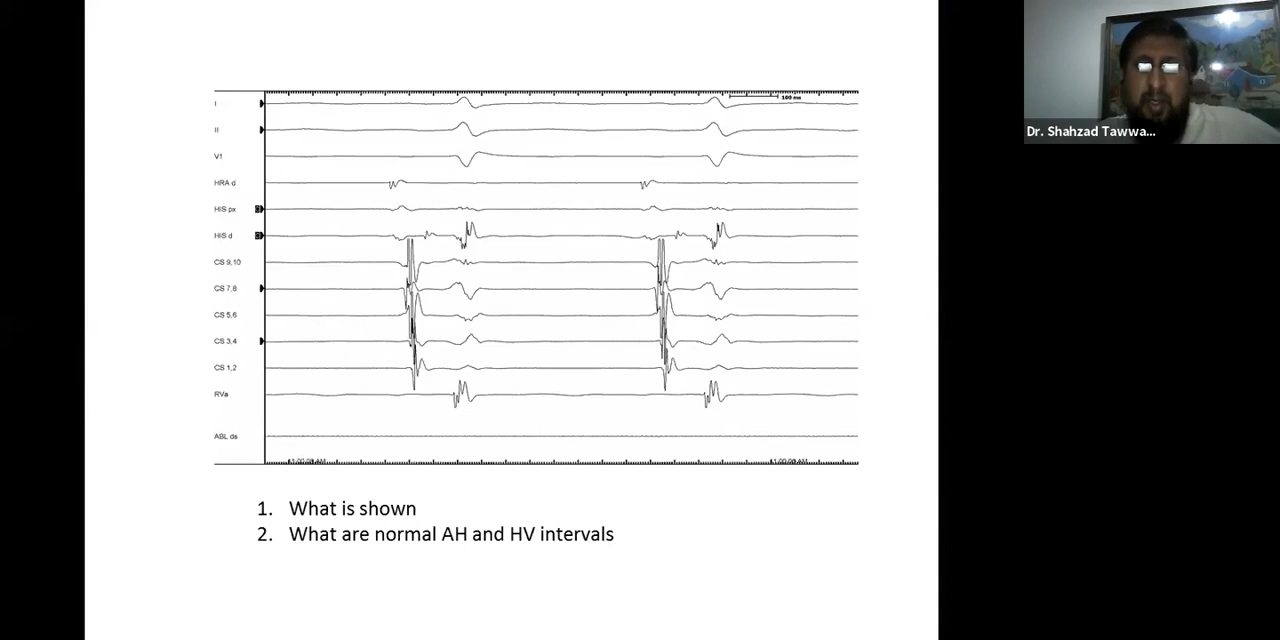 100 ms
I
II
V1
HRA d
HIS px
HIS d
CS 9,10
CS 7,8
CS 5,6
CS 3,4
CS 1,2
RVa
ABL ds
Dr. Shahzad Tawwa...
1. What is shown
2. What are normal AH and HV intervals